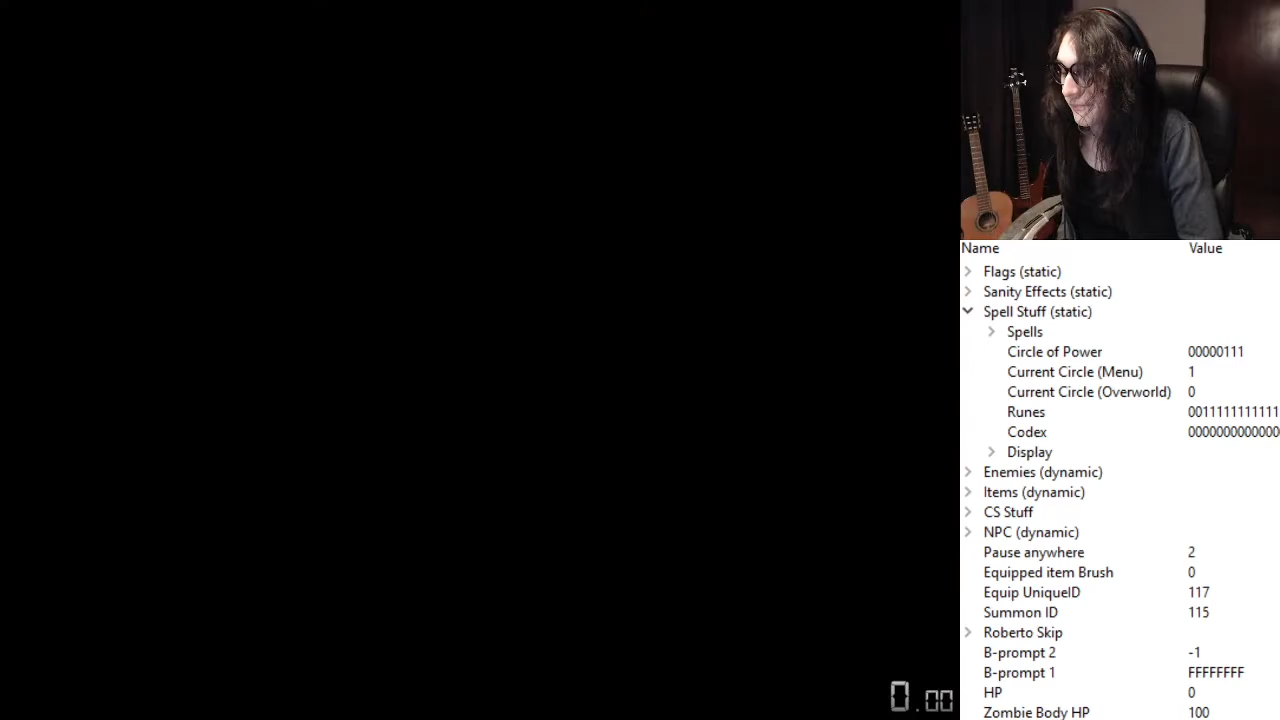 Name Value
Flags (static)
Sanity Effects (static)
Spell Stuff (static)
Spells
Circle of Power 00000111
Current Circle (Menu) 1
Current Circle (Overworld) 0
Runes 0011111111111
Codex 0000000000000
Display
Enemies (dynamic)
Items (dynamic)
CS Stuff
NPC (dynamic)
Pause anywhere 2
Equipped item Brush 0
Equip UniqueID 117
Summon ID 115
Roberto Skip
B-prompt 2 -1
B-prompt 1 FFFFFFFF
HP 0
Zombie Body HP 100
0.00